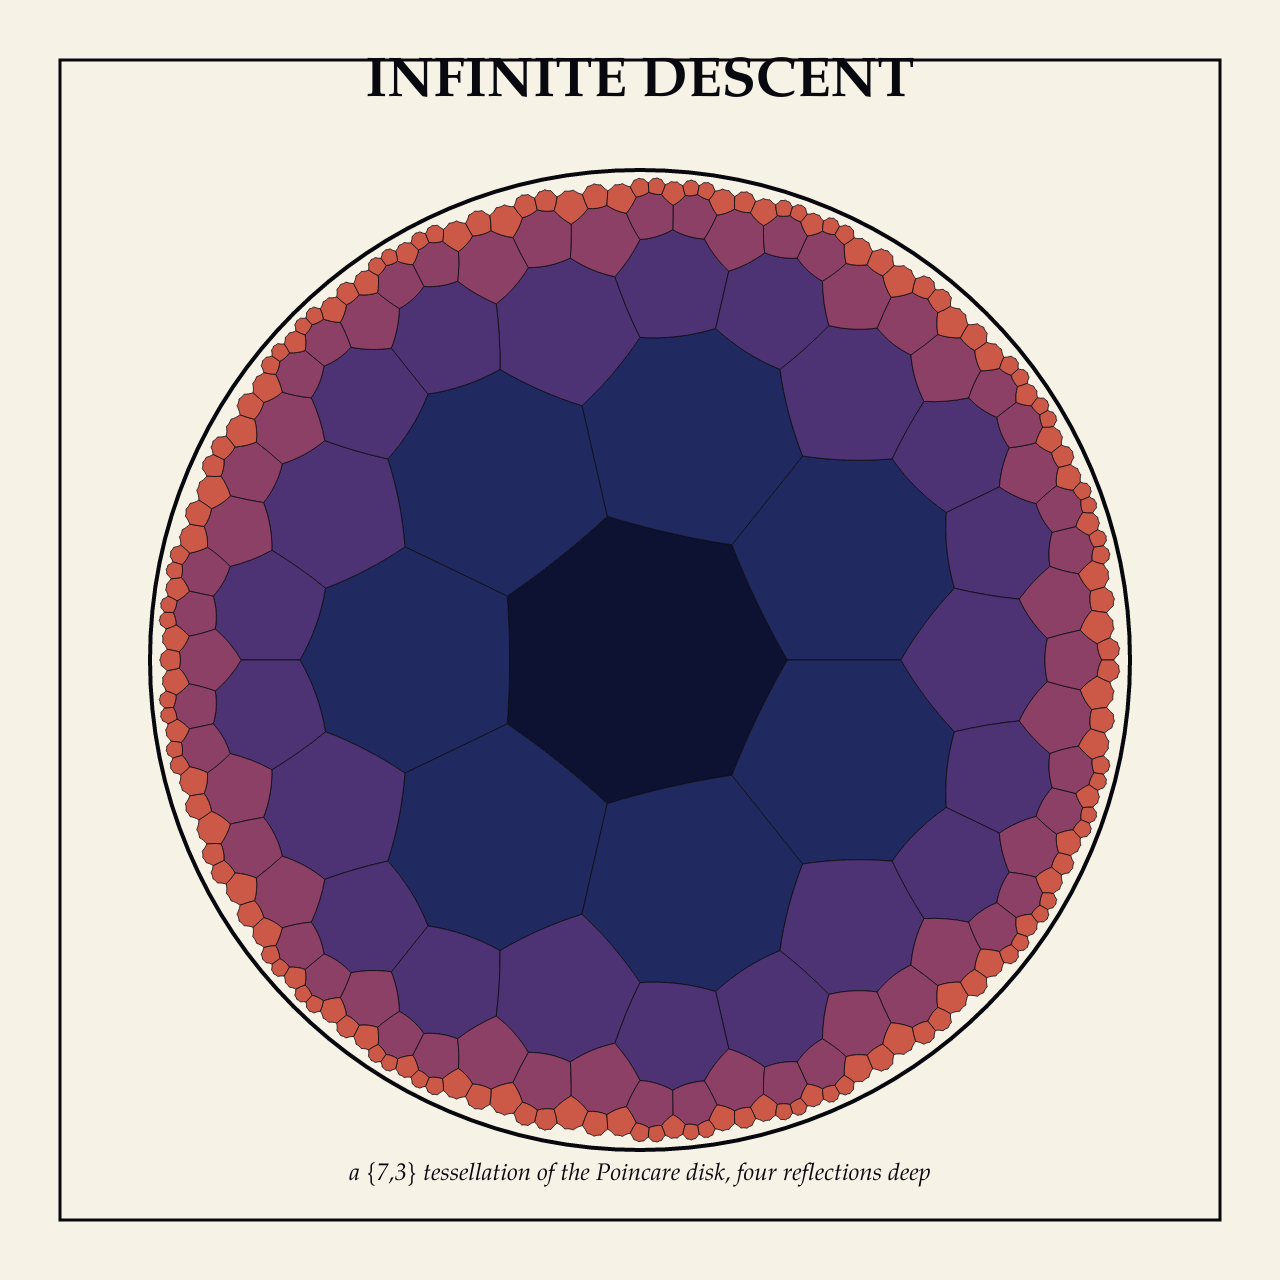 INFINITE DESCENT
a {7,3} tessellation of the Poincare disk, four reflections deep